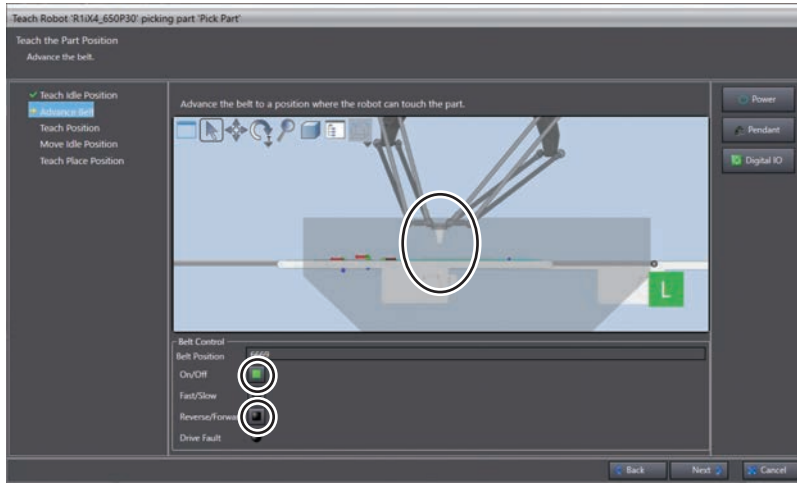 Teach Robot 'R1iX4_650P30' picking part 'Pick Part'
Teach the Part Position
Advance the belt.
Teach Idle Position
Advance Belt
Teach Position
Move Idle Position
Teach Place Position
Advance the belt to a position where the robot can touch the part.
L
Power
Pendant
Digital IO
Belt Control
Belt Position
On/Off
Fast/Slow
Reverse/Forwar
Drive Fault
Back Next Cancel